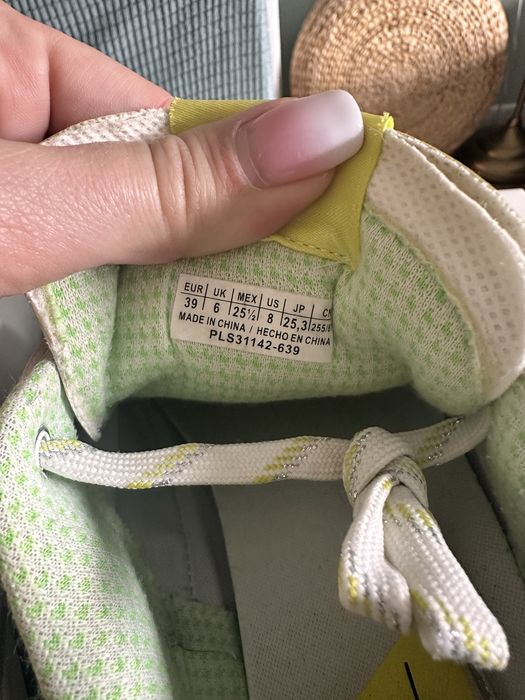 EUR UK MEX US JP
39 6 25½ 8 25,3
MADE IN CHINA / HECHO EN CHINA
PLS31142-639